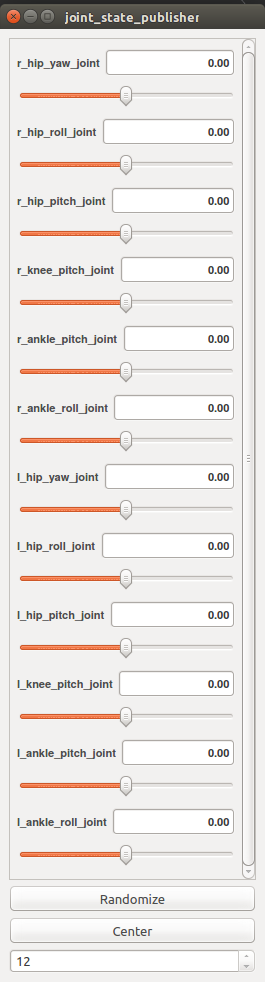 joint_state_publisher
r_hip_yaw_joint 0.00
r_hip_roll_joint 0.00
r_hip_pitch_joint 0.00
r_knee_pitch_joint 0.00
r_ankle_pitch_joint 0.00
r_ankle_roll_joint 0.00
l_hip_yaw_joint 0.00
l_hip_roll_joint 0.00
l_hip_pitch_joint 0.00
l_knee_pitch_joint 0.00
l_ankle_pitch_joint 0.00
l_ankle_roll_joint 0.00
Randomize
Center
12